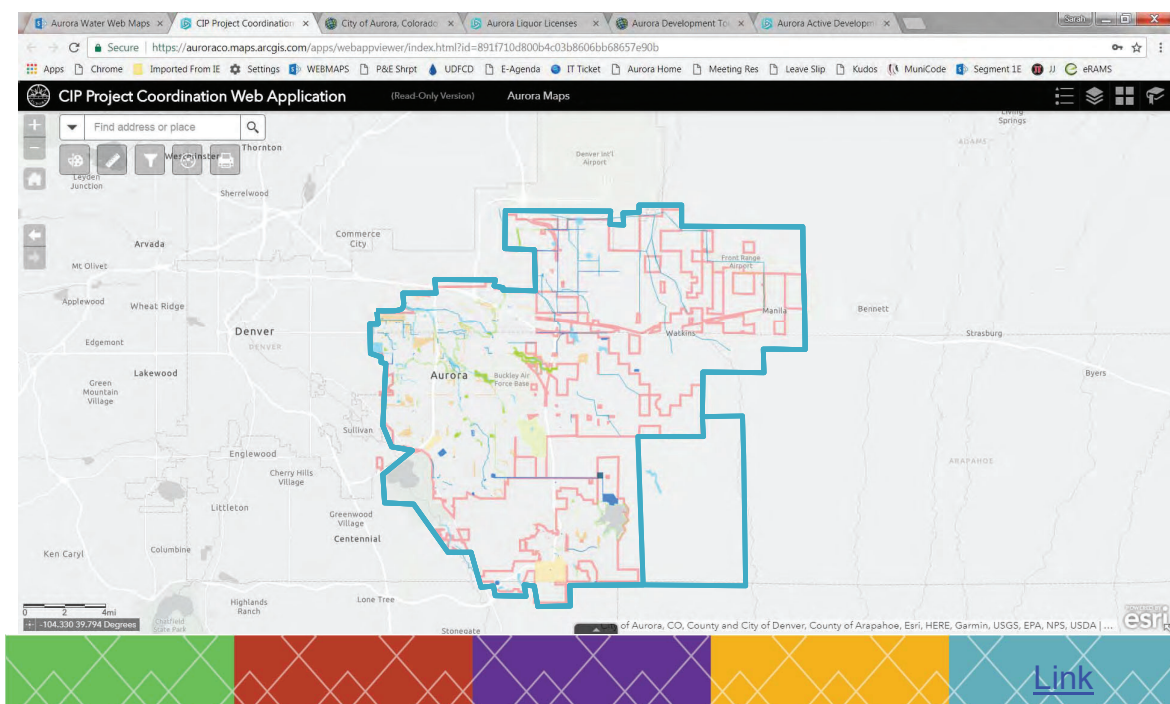 Aurora Water Web Maps
CIP Project Coordination
City of Aurora, Colorado
Aurora Liquor Licenses
Aurora Development To
Aurora Active Developm
Sarah
Secure | https://auroraco.maps.arcgis.com/apps/webappviewer/index.html?id=891f710d800b4c03b8606bb68657e90b
Apps Chrome Imported From IE Settings WEBMAPS P&E Shrpt UDFCD E-Agenda IT Ticket Aurora Home Meeting Res Leave Slip Kudos MuniCode Segment 1E JJ eRAMS
CIP Project Coordination Web Application (Read-Only Version) Aurora Maps
Find address or place
Living
Springs
ADAMS
Thornton
Westminster
Denver Int'l
Airport
Leyden
Junction
Sherrelwood
Commerce
City
Arvada
Mt Olivet
Front Range
Airport
Applewood
Wheat Ridge
Manila
Bennett
Denver
DENVER
Watkins
Strasburg
Edgemont
Lakewood
Aurora
Buckley Air
Force Base
Byers
Green
Mountain
Village
Sullivan
Englewood
ARAPAHOE
Cherry Hills
Village
Littleton
Greenwood
Village
Centennial
Ken Caryl
Columbine
Highlands
Ranch
Lone Tree
0 2 4mi
-104.330 39.794 Degrees
Chatfield
State Park
Stonegate
of Aurora, CO, County and City of Denver, County of Arapahoe, Esri, HERE, Garmin, USGS, EPA, NPS, USDA | ...
esri
Link